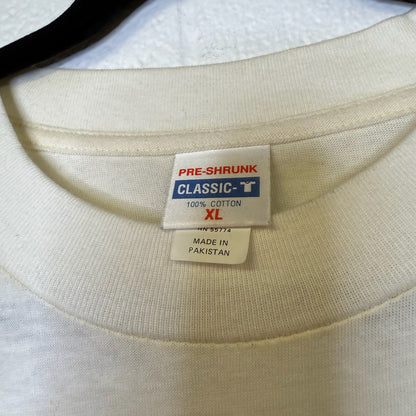 PRE-SHRUNK
CLASSIC-
100% COTTON
XL
RN 55774
MADE IN
PAKISTAN